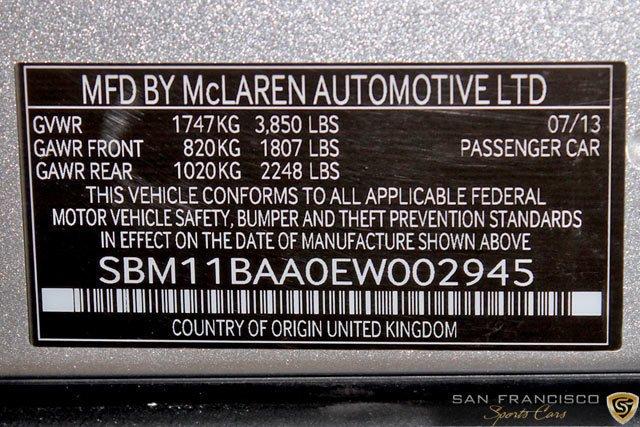 MFD BY McLAREN AUTOMOTIVE LTD
GVWR 1747KG 3,850 LBS 07/13
GAWR FRONT 820KG 1807 LBS PASSENGER CAR
GAWR REAR 1020KG 2248 LBS
THIS VEHICLE CONFORMS TO ALL APPLICABLE FEDERAL
MOTOR VEHICLE SAFETY, BUMPER AND THEFT PREVENTION STANDARDS
IN EFFECT ON THE DATE OF MANUFACTURE SHOWN ABOVE
SBM11BAA0EW002945
COUNTRY OF ORIGIN UNITED KINGDOM
SAN FRANCISCO
Sports Cars